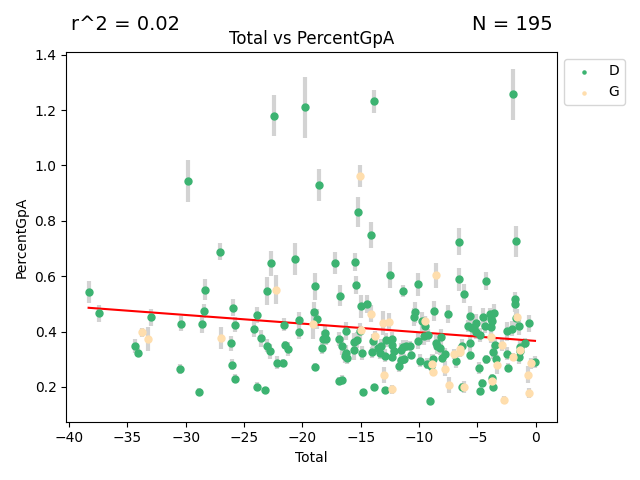 r^2 = 0.02
N = 195
Total vs PercentGpA
D
G
PercentGpA
1.4
1.2
1.0
0.8
0.6
0.4
0.2
−40 −35 −30 −25 −20 −15 −10 −5 0
Total